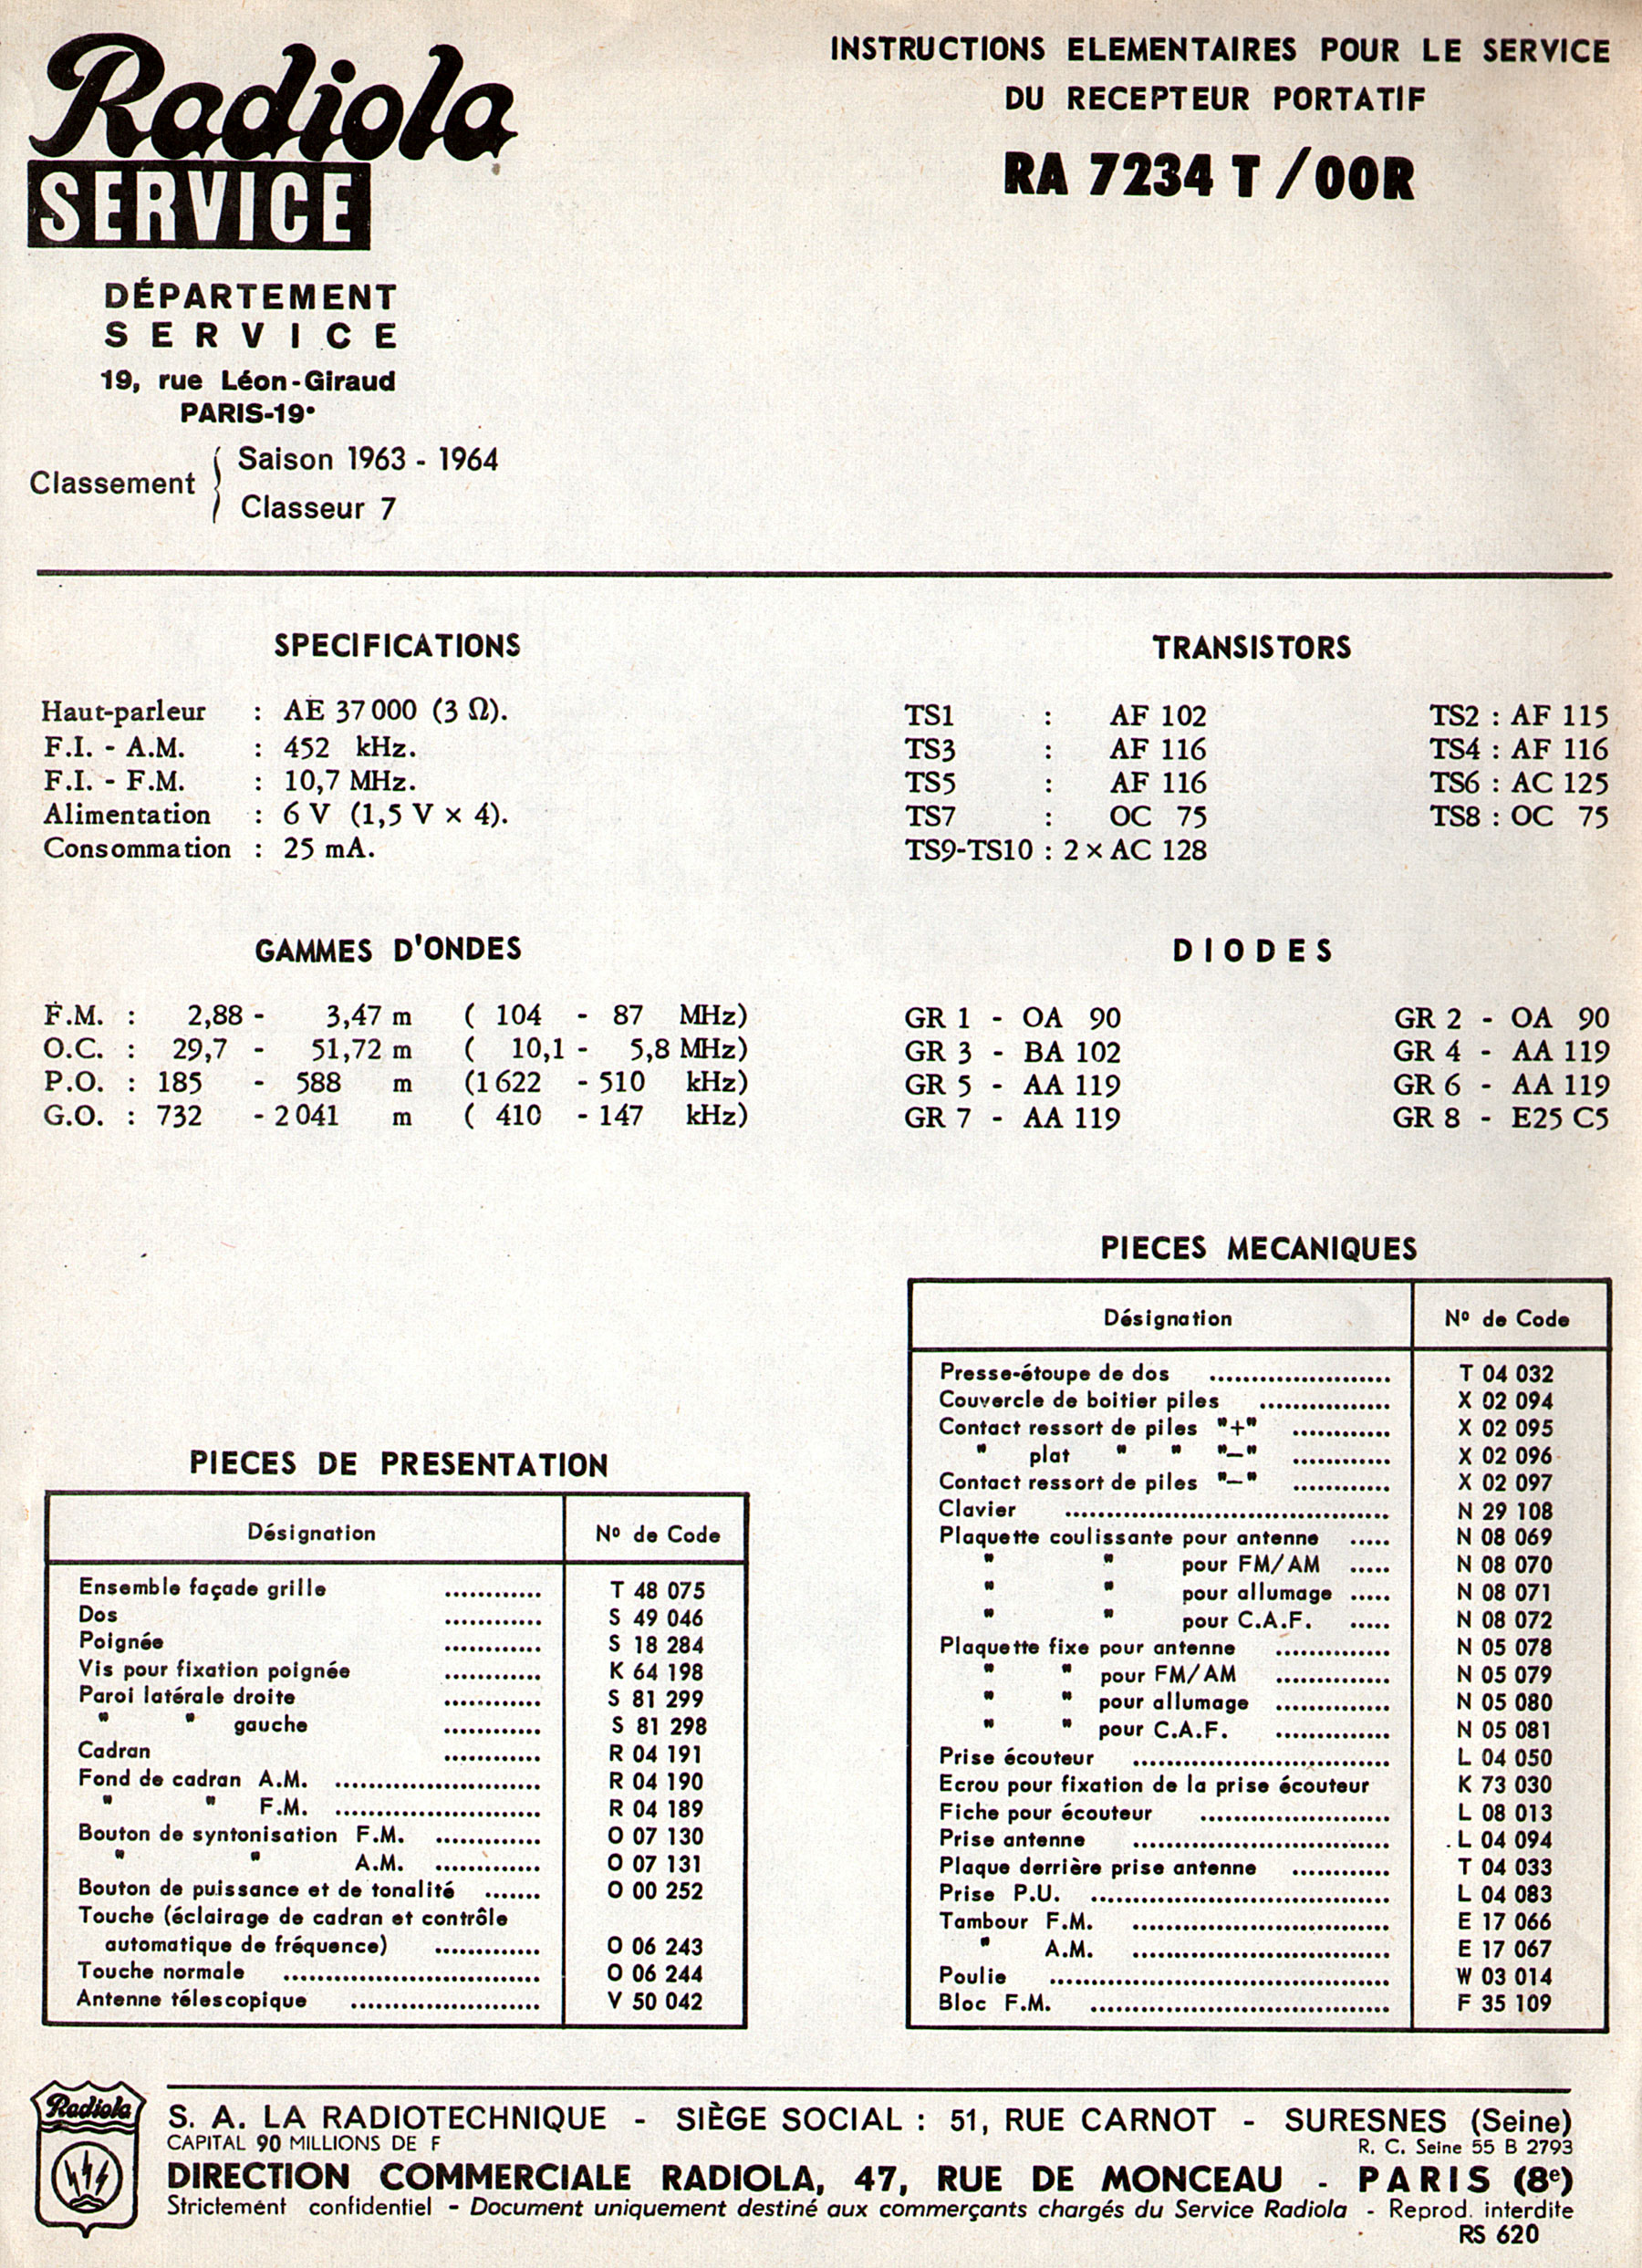 Radiola
SERVICE
DÉPARTEMENT
SERVICE
19, rue Léon-Giraud
PARIS-19e
Classement { Saison 1963 - 1964
Classeur 7
INSTRUCTIONS ELEMENTAIRES POUR LE SERVICE
DU RECEPTEUR PORTATIF
RA 7234 T /00R
SPECIFICATIONS
Haut-parleur : AE 37 000 (3 Ω).
F.I. - A.M. : 452 kHz.
F.I. - F.M. : 10,7 MHz.
Alimentation : 6 V (1,5 V × 4).
Consommation : 25 mA.
TRANSISTORS
TS1 : AF 102 TS2 : AF 115
TS3 : AF 116 TS4 : AF 116
TS5 : AF 116 TS6 : AC 125
TS7 : OC 75 TS8 : OC 75
TS9-TS10 : 2 × AC 128
GAMMES D'ONDES
F.M. : 2,88 - 3,47 m ( 104 - 87 MHz)
O.C. : 29,7 - 51,72 m ( 10,1 - 5,8 MHz)
P.O. : 185 - 588 m (1 622 - 510 kHz)
G.O. : 732 - 2 041 m ( 410 - 147 kHz)
DIODES
GR 1 - OA 90 GR 2 - OA 90
GR 3 - BA 102 GR 4 - AA 119
GR 5 - AA 119 GR 6 - AA 119
GR 7 - AA 119 GR 8 - E25 C5
PIECES DE PRESENTATION
Désignation Nº de Code
Ensemble façade grille ............ T 48 075
Dos ............ S 49 046
Poignée ............ S 18 284
Vis pour fixation poignée ............ K 64 198
Paroi latérale droite ............ S 81 299
" " gauche ............ S 81 298
Cadran ............ R 04 191
Fond de cadran A.M. ......................... R 04 190
" " F.M. ......................... R 04 189
Bouton de syntonisation F.M. ............. O 07 130
" " A.M. ............. O 07 131
Bouton de puissance et de tonalité ....... O 00 252
Touche (éclairage de cadran et contrôle
automatique de fréquence) ............. O 06 243
Touche normale ............................... O 06 244
Antenne télescopique ....................... V 50 042
PIECES MECANIQUES
Désignation Nº de Code
Presse-étoupe de dos ...................... T 04 032
Couvercle de boitier piles ................ X 02 094
Contact ressort de piles "+" ............ X 02 095
" plat " " "—" ............ X 02 096
Contact ressort de piles "—" ............ X 02 097
Clavier ....................................... N 29 108
Plaquette coulissante pour antenne ..... N 08 069
" " pour FM/AM ..... N 08 070
" " pour allumage ..... N 08 071
" " pour C.A.F. ..... N 08 072
Plaquette fixe pour antenne .............. N 05 078
" " pour FM/AM .............. N 05 079
" " pour allumage .............. N 05 080
" " pour C.A.F. .............. N 05 081
Prise écouteur ............................... L 04 050
Ecrou pour fixation de la prise écouteur K 73 030
Fiche pour écouteur ....................... L 08 013
Prise antenne ............................... L 04 094
Plaque derrière prise antenne ............ T 04 033
Prise P.U. .................................... L 04 083
Tambour F.M. ............................... E 17 066
" A.M. ............................... E 17 067
Poulie ......................................... W 03 014
Bloc F.M. .................................... F 35 109
Radiola
S. A. LA RADIOTECHNIQUE - SIÈGE SOCIAL : 51, RUE CARNOT - SURESNES (Seine)
CAPITAL 90 MILLIONS DE F R. C. Seine 55 B 2793
DIRECTION COMMERCIALE RADIOLA, 47, RUE DE MONCEAU - PARIS (8e)
Strictement confidentiel - Document uniquement destiné aux commerçants chargés du Service Radiola - Reprod. interdite
RS 620